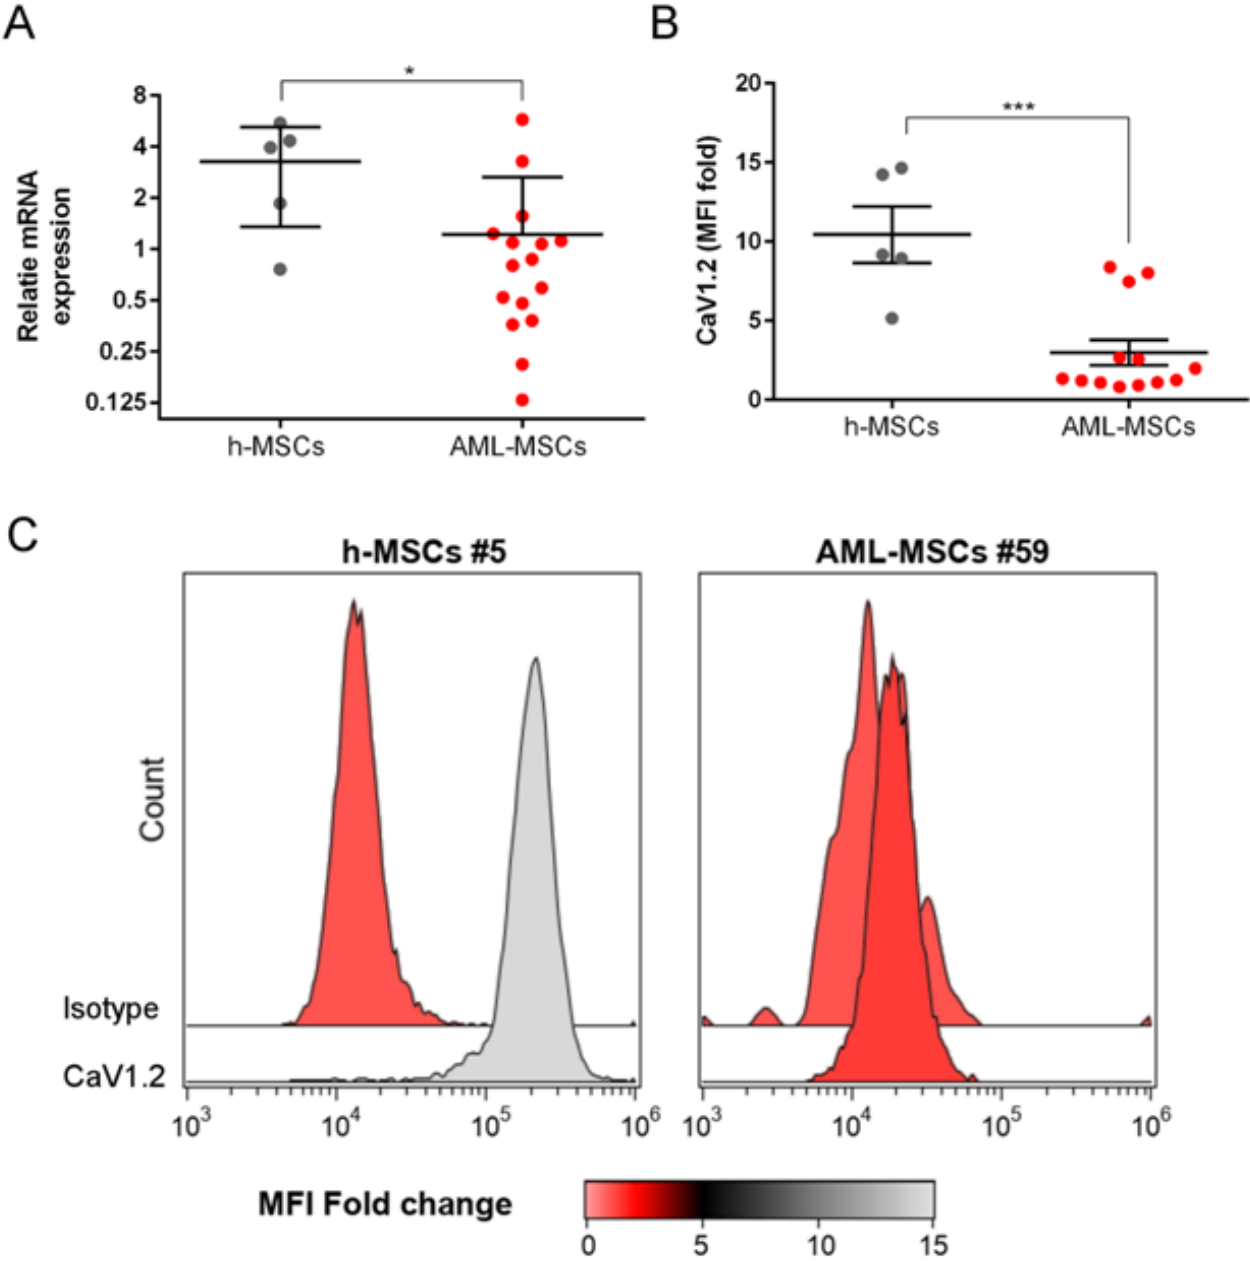 A
B
*
8
4
2
1
0.5
0.25
0.125
Relatie mRNA
expression
h-MSCs
AML-MSCs
***
20
15
10
5
0
CaV1.2 (MFI fold)
h-MSCs
AML-MSCs
C
h-MSCs #5
AML-MSCs #59
Count
Isotype
CaV1.2
10³ 10⁴ 10⁵ 10⁶
10³ 10⁴ 10⁵ 10⁶
MFI Fold change
0 5 10 15